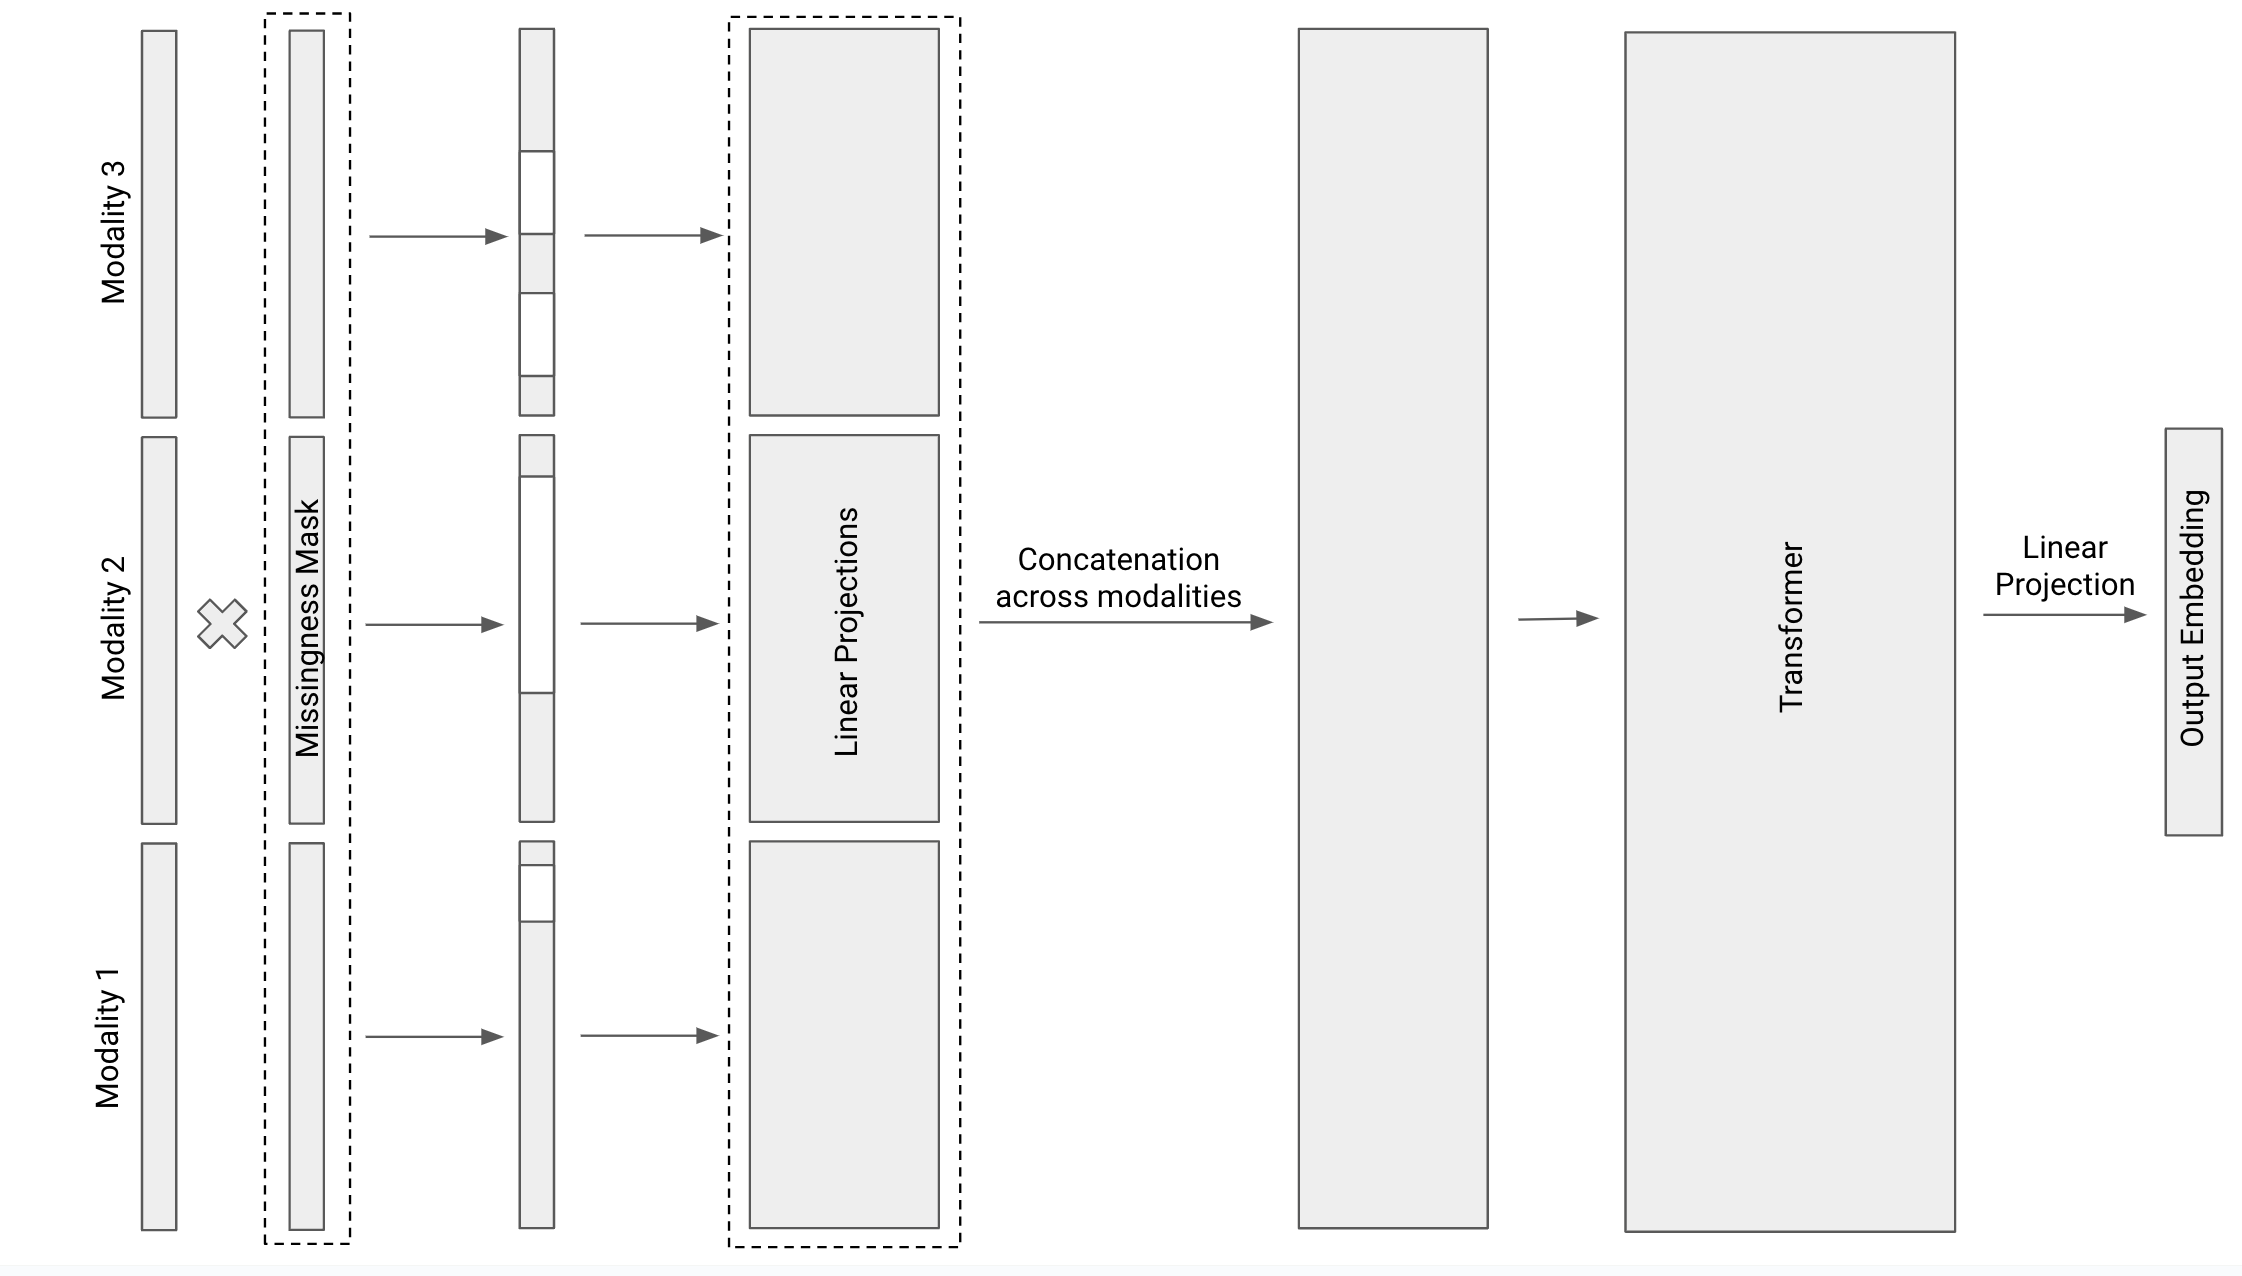 Modality 3
Modality 2
Modality 1
Missingness Mask
Linear Projections
Concatenation
across modalities
Transformer
Linear
Projection
Output Embedding